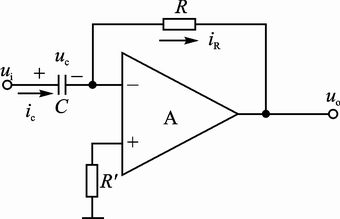 R
u_c
i_R
u_i + −
−
i_c C
A
u_o
+
R′